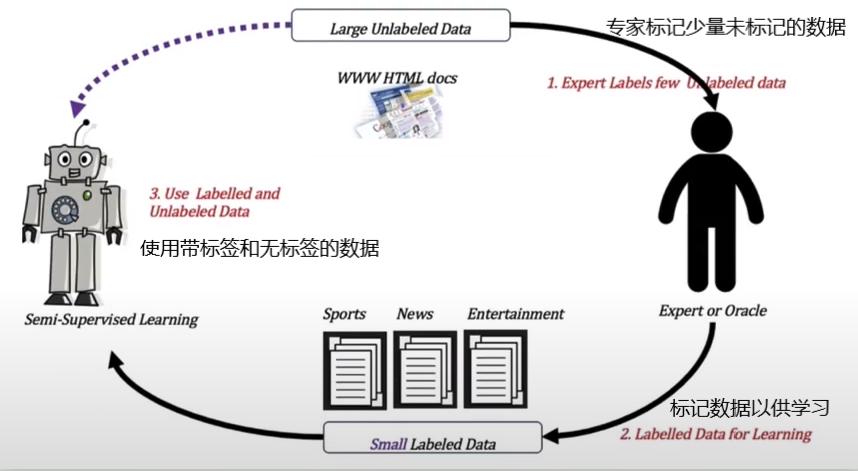 Large Unlabeled Data
专家标记少量未标记的数据
WWW HTML docs
1. Expert Labels few Unlabeled data
3. Use Labelled and
Unlabeled Data
使用带标签和无标签的数据
Semi-Supervised Learning
Expert or Oracle
Sports News Entertainment
标记数据以供学习
2. Labelled Data for Learning
Small Labeled Data